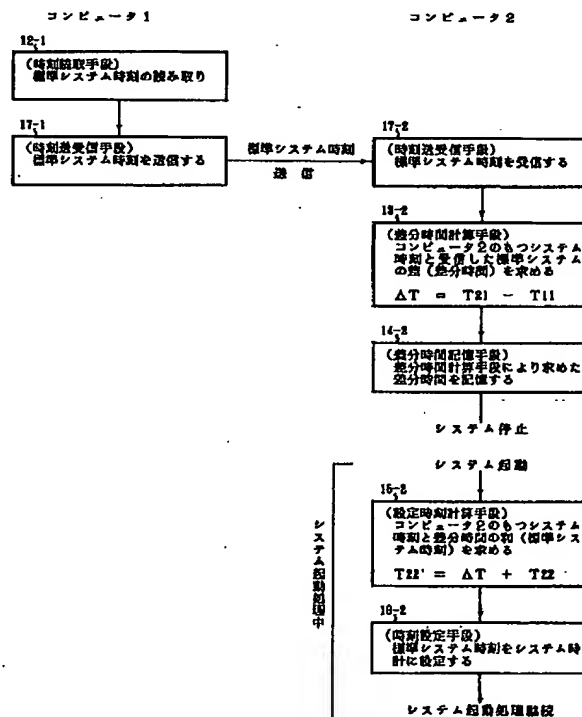 コンピュータ1
コンピュータ2
12-1
(時刻読取手段)
標準システム時刻の読み取り
17-1
(時刻送受信手段)
標準システム時刻を送信する
標準システム時刻
送信
17-2
(時刻送受信手段)
標準システム時刻を受信する
13-2
(差分時間計算手段)
コンピュータ2のもつシステム
時刻と受信した標準システム
の差(差分時間)を求める
ΔT = T21 - T11
14-2
(差分時間記憶手段)
差分時間計算手段により求めた
差分時間を記憶する
システム停止
システム起動
システム起動処理中
15-2
(設定時刻計算手段)
コンピュータ2のもつシステム
時刻と差分時間の和(標準シス
テム時刻)を求める
T22' = ΔT + T22
16-2
(時刻設定手段)
標準システム時刻をシステム時
計に設定する
システム起動処理継続